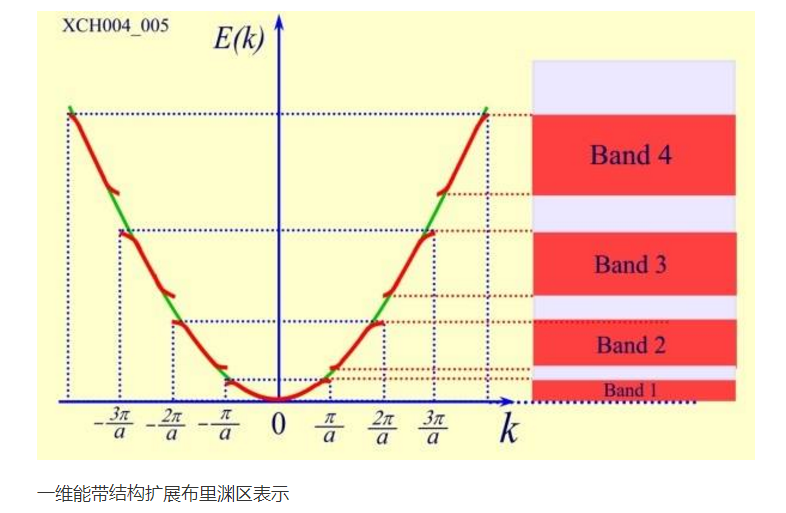 XCH004_005
E(k)
Band 4
Band 3
Band 2
Band 1
-3π/a -2π/a -π/a 0 π/a 2π/a 3π/a k
一维能带结构扩展布里渊区表示